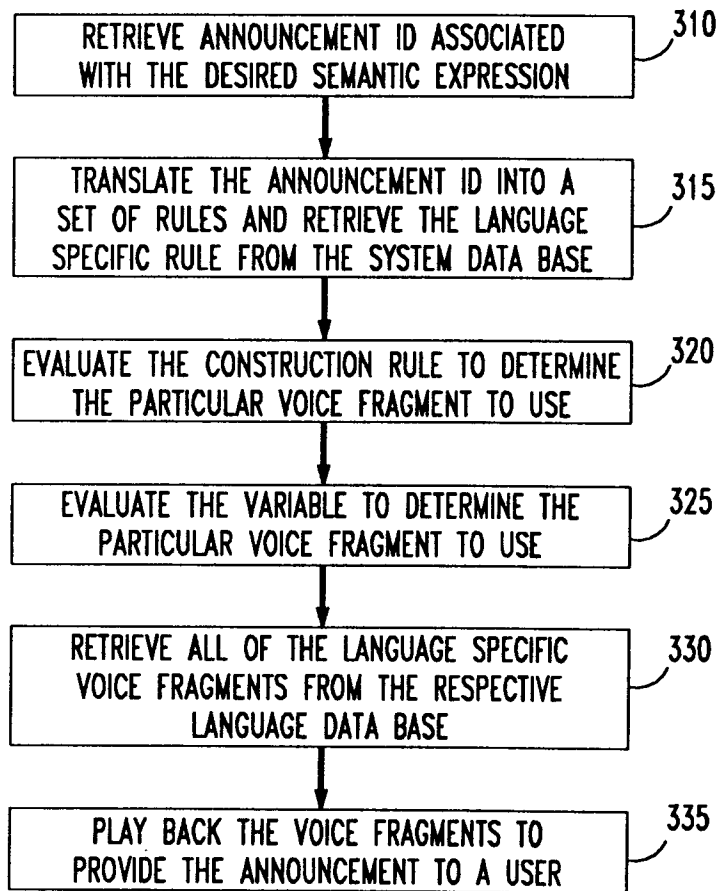 RETRIEVE ANNOUNCEMENT ID ASSOCIATED
WITH THE DESIRED SEMANTIC EXPRESSION
310
TRANSLATE THE ANNOUNCEMENT ID INTO A
SET OF RULES AND RETRIEVE THE LANGUAGE
SPECIFIC RULE FROM THE SYSTEM DATA BASE
315
EVALUATE THE CONSTRUCTION RULE TO DETERMINE
THE PARTICULAR VOICE FRAGMENT TO USE
320
EVALUATE THE VARIABLE TO DETERMINE THE
PARTICULAR VOICE FRAGMENT TO USE
325
RETRIEVE ALL OF THE LANGUAGE SPECIFIC
VOICE FRAGMENTS FROM THE RESPECTIVE
LANGUAGE DATA BASE
330
PLAY BACK THE VOICE FRAGMENTS TO
PROVIDE THE ANNOUNCEMENT TO A USER
335